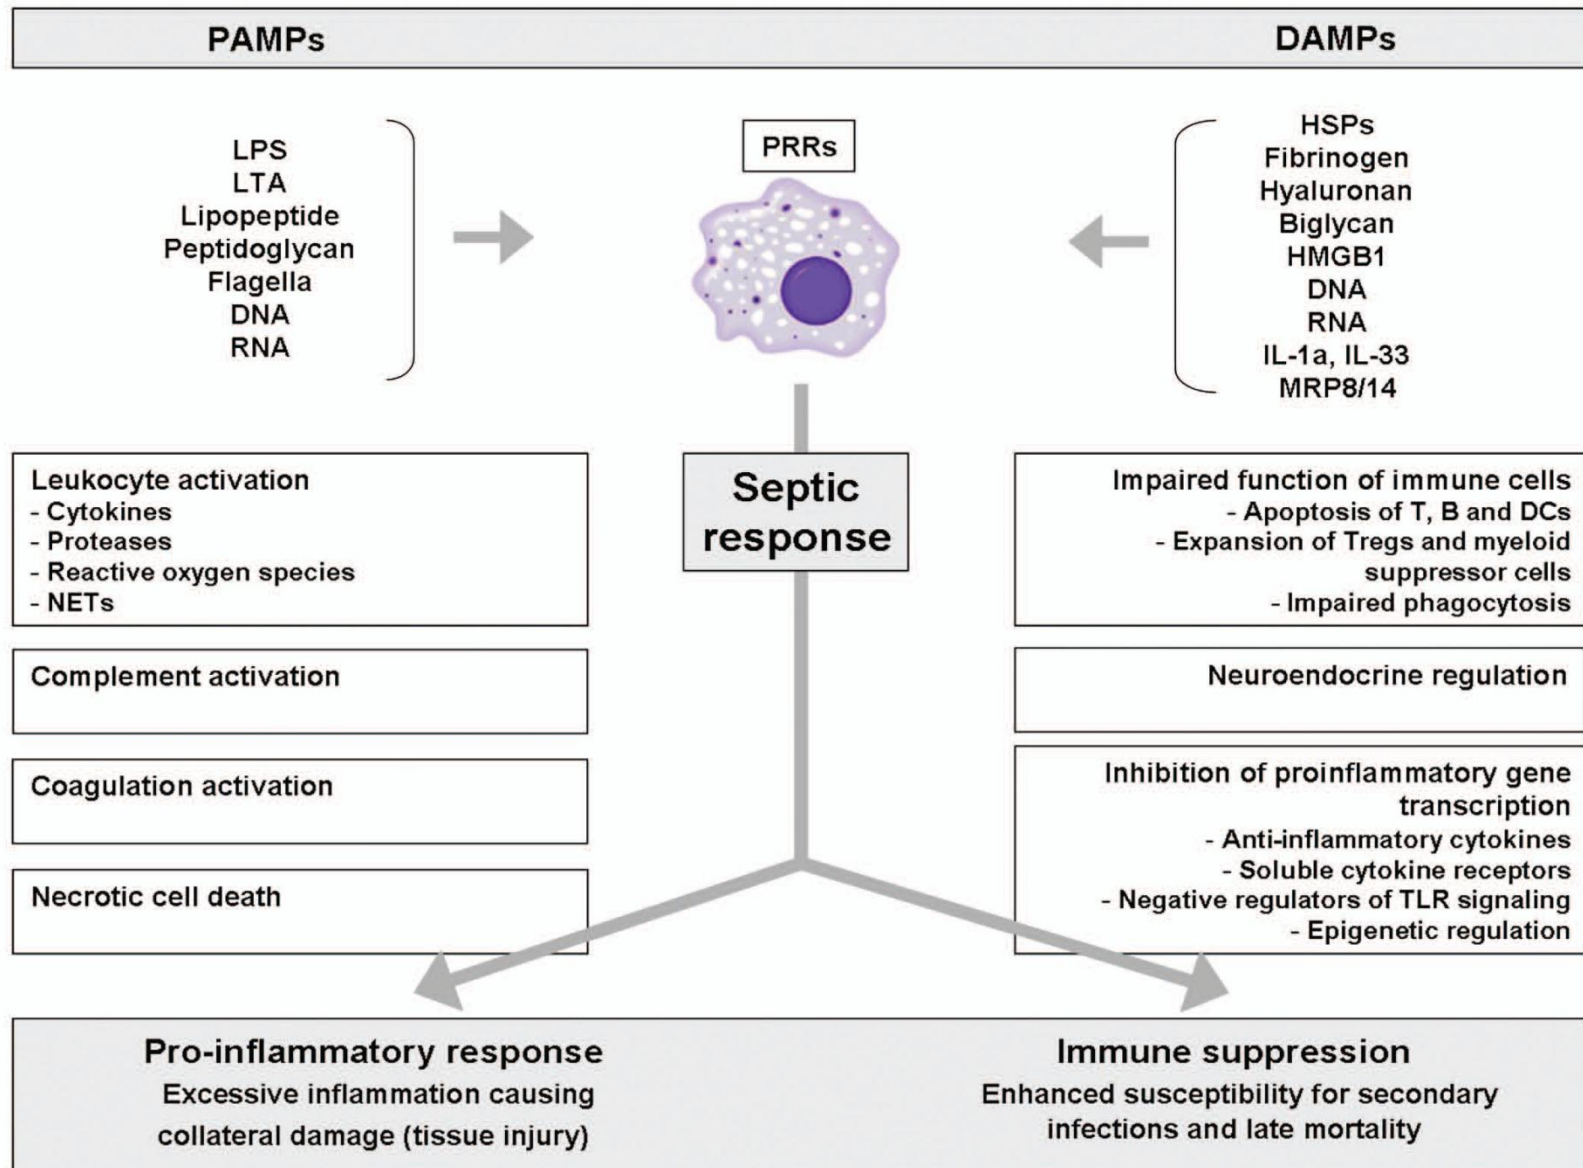 PAMPs
DAMPs
LPS
LTA
Lipopeptide
Peptidoglycan
Flagella
DNA
RNA
PRRs
HSPs
Fibrinogen
Hyaluronan
Biglycan
HMGB1
DNA
RNA
IL-1a, IL-33
MRP8/14
Septic
response
Leukocyte activation
- Cytokines
- Proteases
- Reactive oxygen species
- NETs
Complement activation
Coagulation activation
Necrotic cell death
Impaired function of immune cells
- Apoptosis of T, B and DCs
- Expansion of Tregs and myeloid
suppressor cells
- Impaired phagocytosis
Neuroendocrine regulation
Inhibition of proinflammatory gene
transcription
- Anti-inflammatory cytokines
- Soluble cytokine receptors
- Negative regulators of TLR signaling
- Epigenetic regulation
Pro-inflammatory response
Excessive inflammation causing
collateral damage (tissue injury)
Immune suppression
Enhanced susceptibility for secondary
infections and late mortality